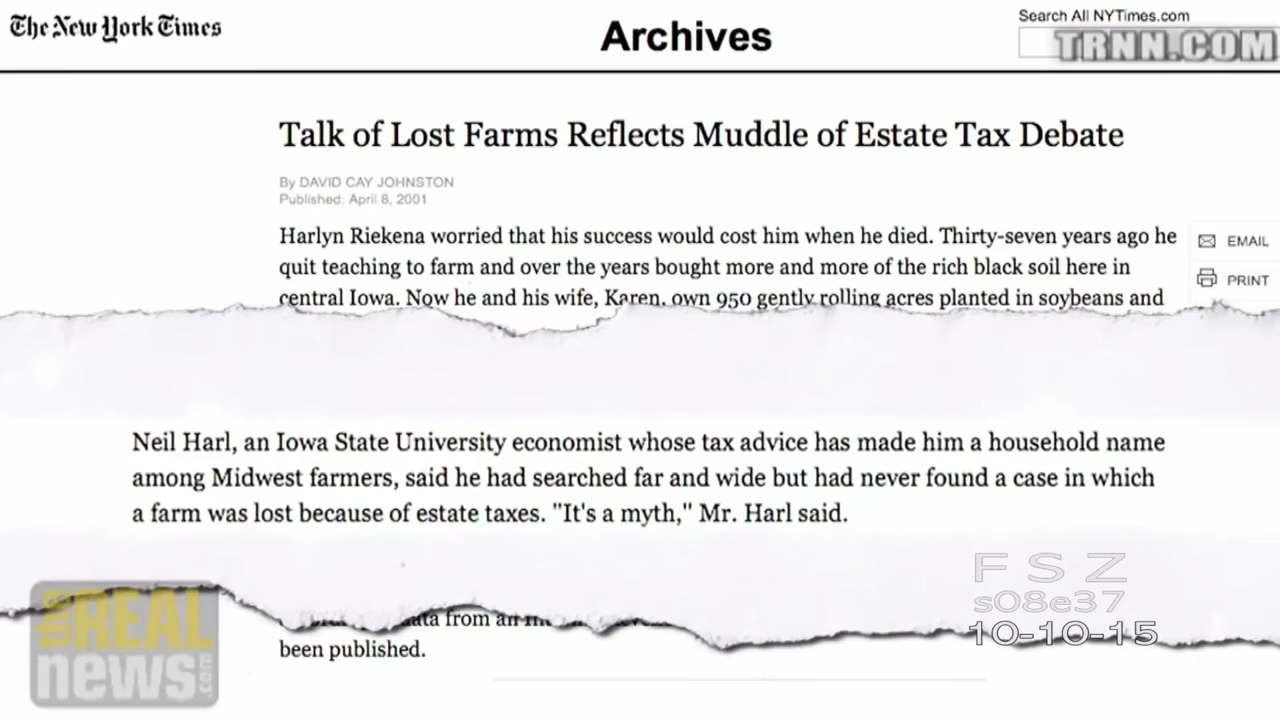 The New York Times
Archives
Search All NYTimes.com
TRNN.COM
Talk of Lost Farms Reflects Muddle of Estate Tax Debate
By DAVID CAY JOHNSTON
Published: April 8, 2001
Harlyn Riekena worried that his success would cost him when he died. Thirty-seven years ago he
quit teaching to farm and over the years bought more and more of the rich black soil here in
central Iowa. Now he and his wife, Karen, own 950 gently rolling acres planted in soybeans and
EMAIL
PRINT
Neil Harl, an Iowa State University economist whose tax advice has made him a household name
among Midwest farmers, said he had searched far and wide but had never found a case in which
a farm was lost because of estate taxes. "It's a myth," Mr. Harl said.
from an
been published.
the REAL
news.com
F S Z
s08e37
10-10-15